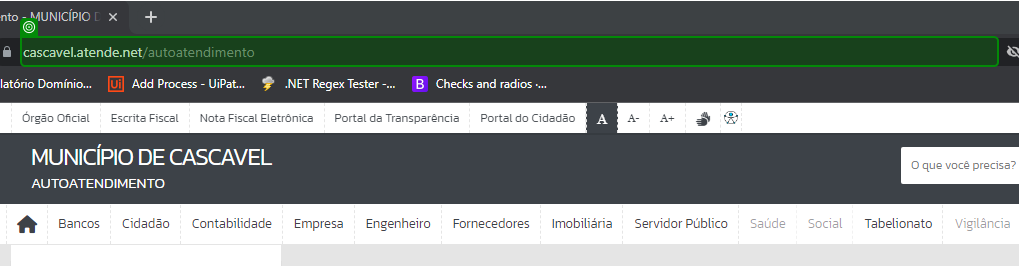 nto - MUNICÍPIO D
cascavel.atende.net/autoatendimento
latório Domínio... Ui Add Process - UiPat... .NET Regex Tester -... B Checks and radios ·...
Órgão Oficial Escrita Fiscal Nota Fiscal Eletrônica Portal da Transparência Portal do Cidadão A A- A+
MUNICÍPIO DE CASCAVEL
AUTOATENDIMENTO
O que você precisa?
Bancos Cidadão Contabilidade Empresa Engenheiro Fornecedores Imobiliária Servidor Público Saúde Social Tabelionato Vigilância